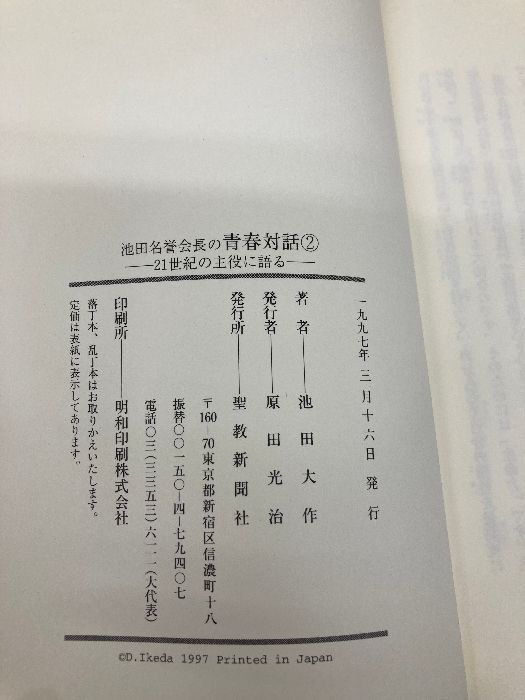 池田名誉会長の青春対話②
――21世紀の主役に語る――
一九九七年三月十六日 発行
著者――池田大作
発行者――原田光治
発行所――聖教新聞社
〒160-70東京都新宿区信濃町十八
振替〇〇一五〇-四-七九四〇七
電話〇三(三三五三)六一一一(大代表)
印刷所――明和印刷株式会社
落丁本、乱丁本はお取りかえいたします。
定価は表紙に表示してあります。
©D.Ikeda 1997 Printed in Japan